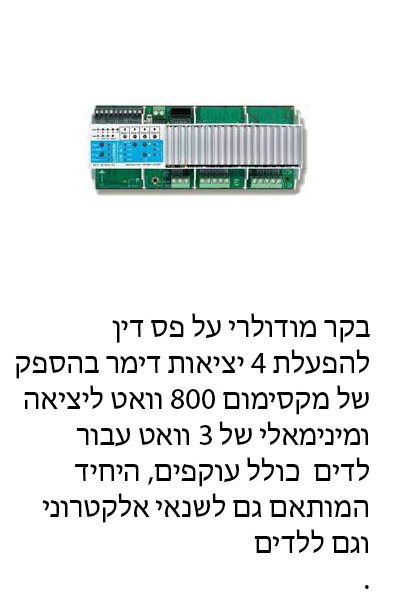 בקר מודולרי על פס דין
להפעלת 4 יציאות דימר בהספק
של מקסימום 800 וואט ליציאה
ומינימאלי של 3 וואט עבור
לדים  כולל עוקפים, היחיד
המותאם גם לשנאי אלקטרוני
וגם ללדים
.